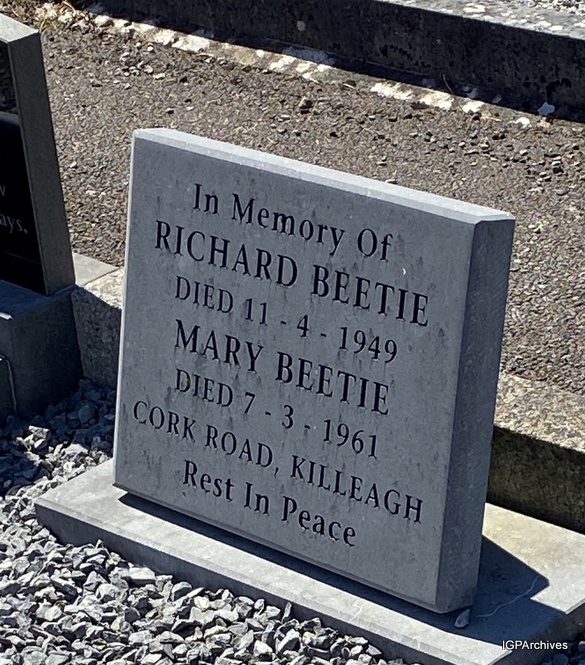 In Memory Of
RICHARD BEETIE
DIED 11 - 4 - 1949
MARY BEETIE
DIED 7 - 3 - 1961
CORK ROAD, KILLEAGH
Rest In Peace
IGPArchives